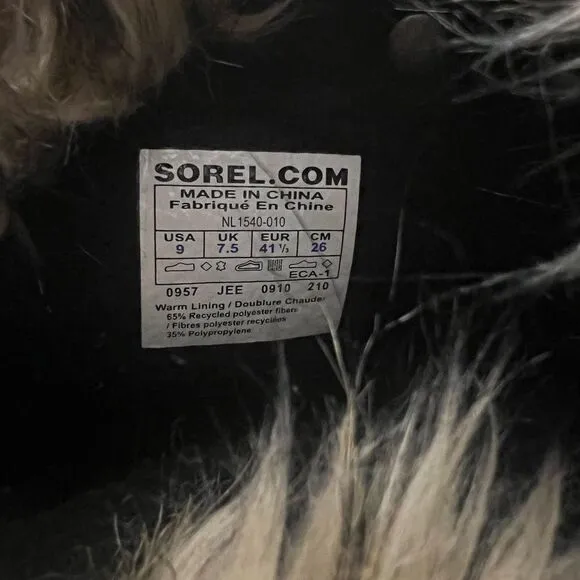 SOREL.COM
MADE IN CHINA
Fabriqué En Chine
NL1540-010
USA UK EUR CM
9 7.5 41 ⅓ 26
ECA-1
0957 JEE 0910 210
Warm Lining / Doublure Chaude/
65% Recycled polyester fibers
/ Fibres polyester recyclées
35% Polypropylene